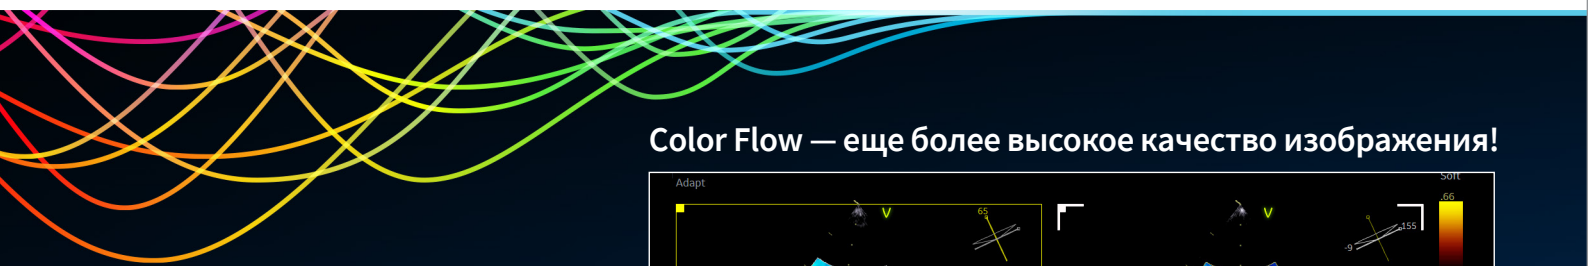 Color Flow — еще более высокое качество изображения!
Adapt
Soft
.66
V
65
V
155
-9